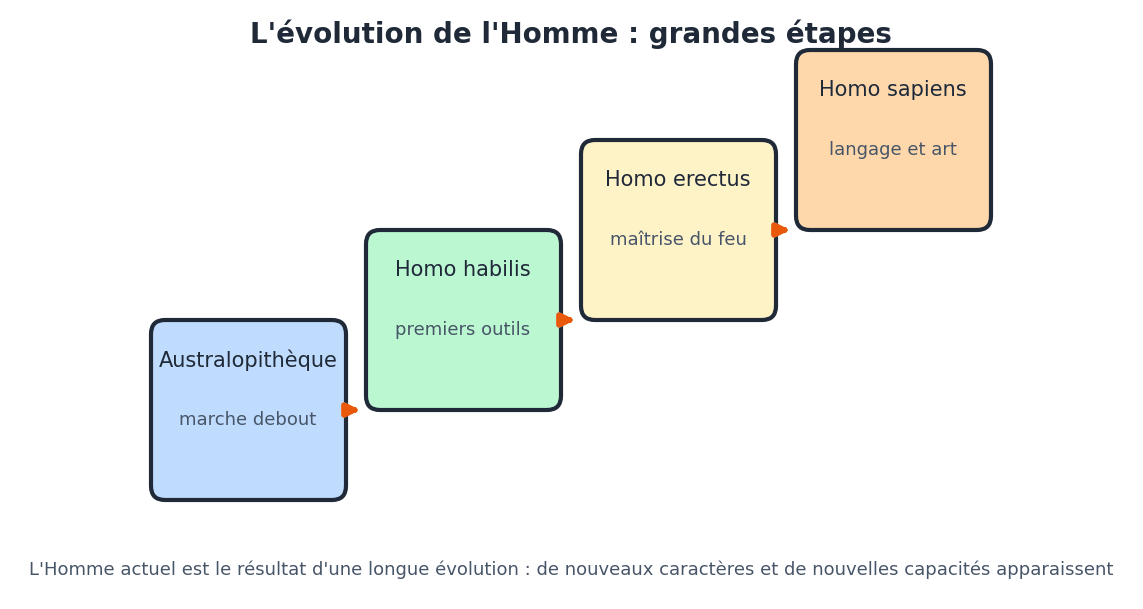 L'évolution de l'Homme : grandes étapes
Homo sapiens
langage et art
Homo erectus
maîtrise du feu
Homo habilis
premiers outils
Australopithèque
marche debout
L'Homme actuel est le résultat d'une longue évolution : de nouveaux caractères et de nouvelles capacités apparaissent